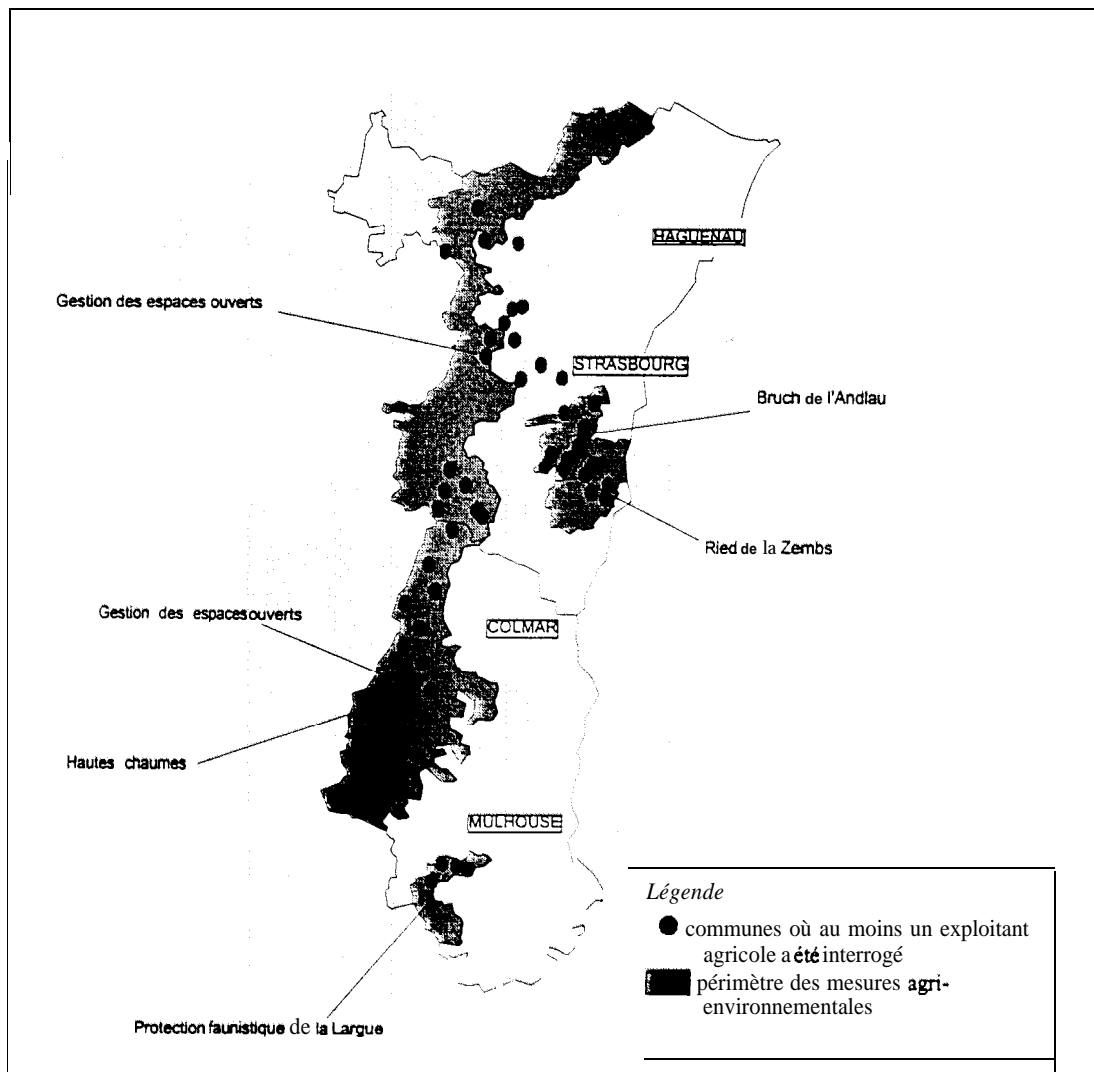 HAGUENAU
Gestion des espaces ouverts
STRASBOURG
Bruch de l'Andlau
Ried de la Zembs
Gestion des espacesouverts
COLMAR
Hautes chaumes
MULHOUSE
Légende
communes où au moins un exploitant
agricole a été interrogé
périmètre des mesures agri-
environnementales
Protection faunistique de la Largue